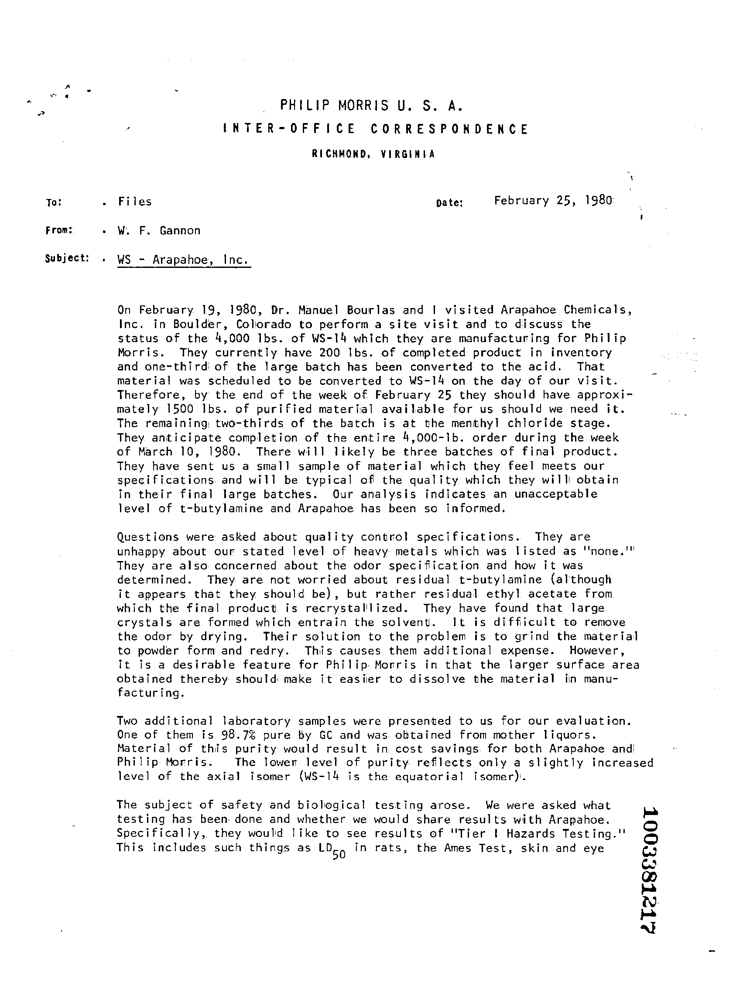 PHILIP MORRIS U. S. A.
INTER-OFFICE CORRESPONDENCE
RICHMOND, VIRGINIA
To: . Files Date: February 25, 1980
From: . W. F. Gannon
Subject: . WS - Arapahoe, Inc.
On February 19, 1980, Dr. Manuel Bourlas and I visited Arapahoe Chemicals,
Inc. in Boulder, Colorado to perform a site visit and to discuss the
status of the 4,000 lbs. of WS-14 which they are manufacturing for Philip
Morris. They currently have 200 lbs. of completed product in inventory
and one-third of the large batch has been converted to the acid. That
material was scheduled to be converted to WS-14 on the day of our visit.
Therefore, by the end of the week of February 25 they should have approxi-
mately 1500 lbs. of purified material available for us should we need it.
The remaining two-thirds of the batch is at the menthyl chloride stage.
They anticipate completion of the entire 4,000-lb. order during the week
of March 10, 1980. There will likely be three batches of final product.
They have sent us a small sample of material which they feel meets our
specifications and will be typical of the quality which they will obtain
in their final large batches. Our analysis indicates an unacceptable
level of t-butylamine and Arapahoe has been so informed.
Questions were asked about quality control specifications. They are
unhappy about our stated level of heavy metals which was listed as "none."
They are also concerned about the odor specification and how it was
determined. They are not worried about residual t-butylamine (although
it appears that they should be), but rather residual ethyl acetate from
which the final product is recrystallized. They have found that large
crystals are formed which entrain the solvent. It is difficult to remove
the odor by drying. Their solution to the problem is to grind the material
to powder form and redry. This causes them additional expense. However,
it is a desirable feature for Philip Morris in that the larger surface area
obtained thereby should make it easier to dissolve the material in manu-
facturing.
Two additional laboratory samples were presented to us for our evaluation.
One of them is 98.7% pure by GC and was obtained from mother liquors.
Material of this purity would result in cost savings for both Arapahoe and
Philip Morris. The lower level of purity reflects only a slightly increased
level of the axial isomer (WS-14 is the equatorial isomer).
The subject of safety and biological testing arose. We were asked what
testing has been done and whether we would share results with Arapahoe.
Specifically, they would like to see results of "Tier I Hazards Testing."
This includes such things as LD50 in rats, the Ames Test, skin and eye
1003381217